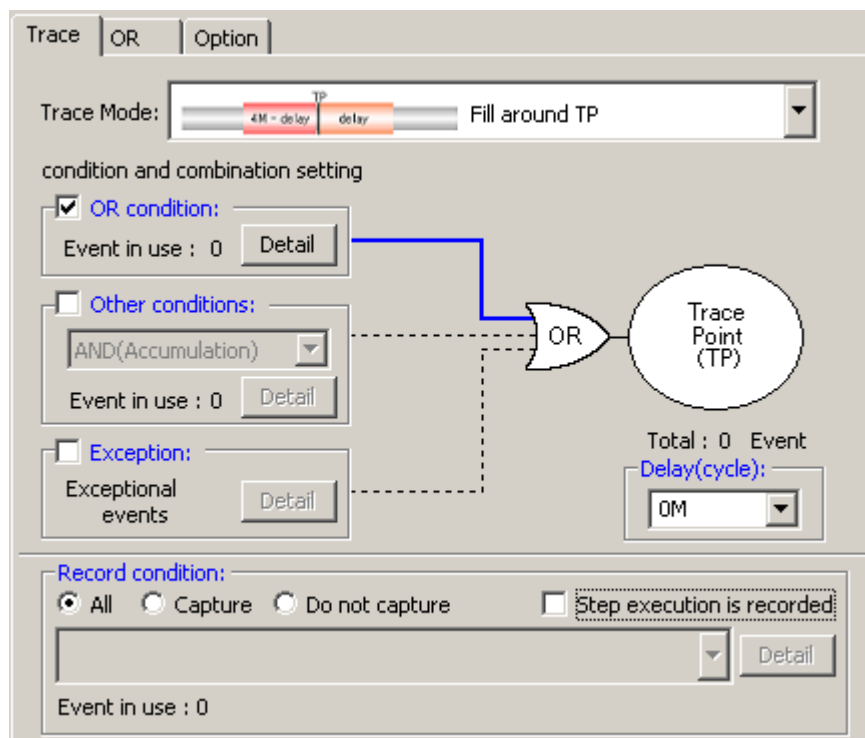 Trace OR Option
Trace Mode: 4M - delay TP delay Fill around TP
condition and combination setting
OR condition:
Event in use : 0 Detail
Other conditions:
AND(Accumulation)
Event in use : 0 Detail
Exception:
Exceptional
events
Detail
OR
Trace
Point
(TP)
Total : 0 Event
Delay(cycle):
0M
Record condition:
All Capture Do not capture Step execution is recorded
Detail
Event in use : 0